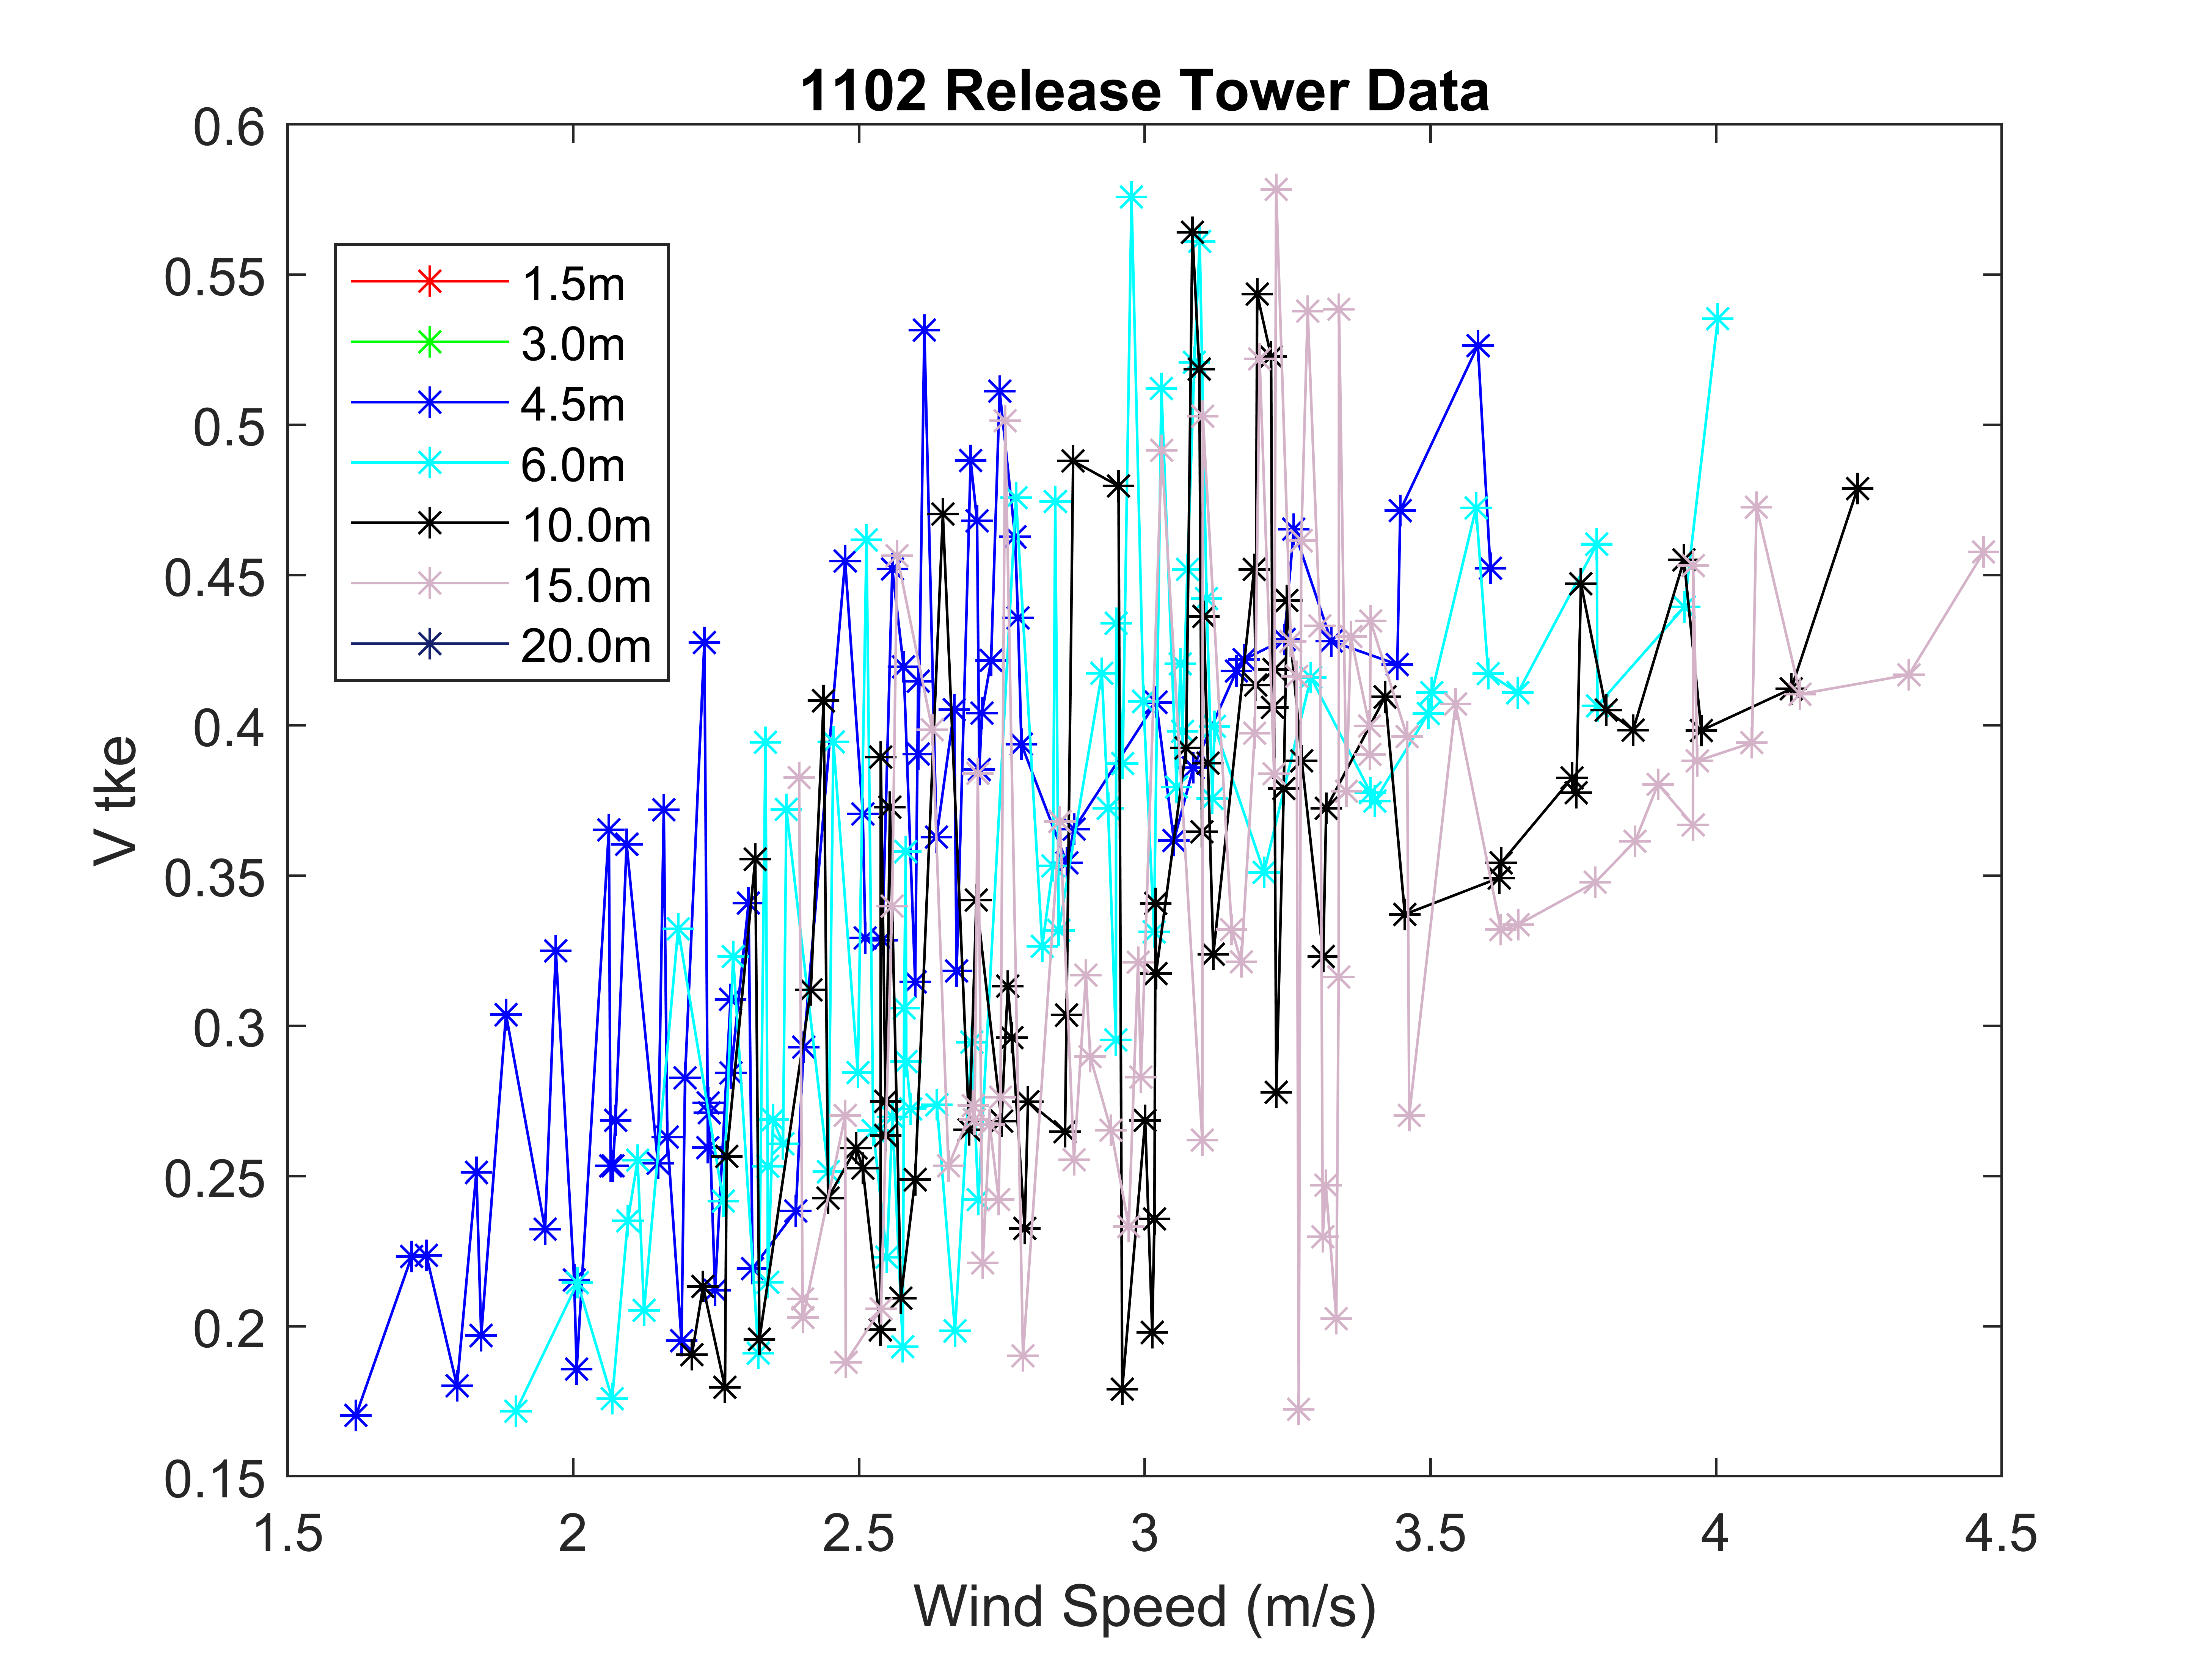 1102 Release Tower Data
0.6
0.55
0.5
0.45
0.4
0.35
0.3
0.25
0.2
0.15
V tke
1.5m
3.0m
4.5m
6.0m
10.0m
15.0m
20.0m
1.5 2 2.5 3 3.5 4 4.5
Wind Speed (m/s)